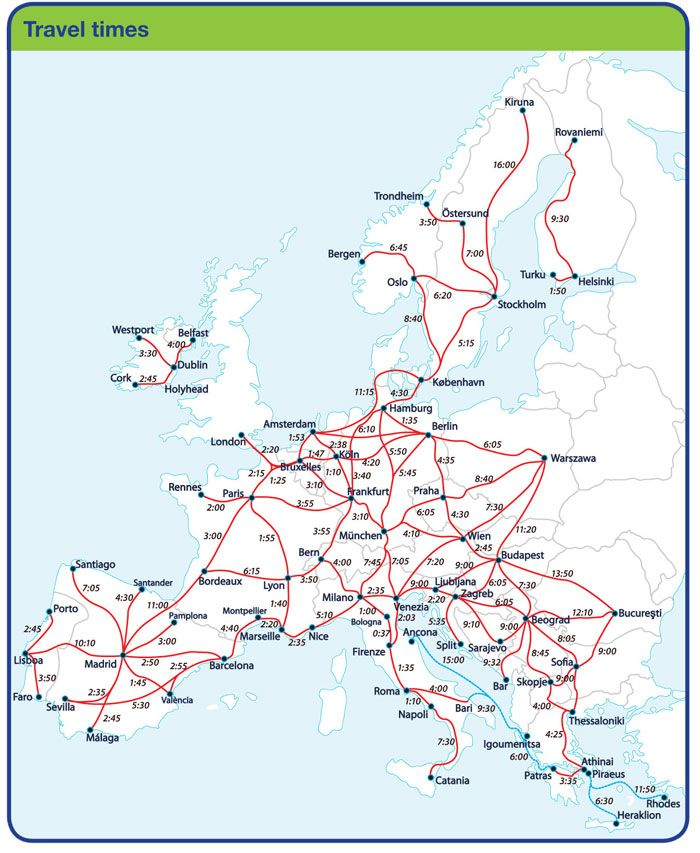 Travel times
Kiruna
Rovaniemi
16:00
Trondheim
Östersund
3:50
9:30
Bergen
6:45
7:00
Oslo
Turku
Helsinki
6:20
1:50
Stockholm
8:40
Westport
Belfast
4:00
5:15
3:30
Dublin
Cork
2:45
Holyhead
København
11:15
4:30
Hamburg
Amsterdam
6:10
1:35
Berlin
London
1:53
2:38
2:20
1:47
Köln
5:50
6:05
Warszawa
Bruxelles
2:15
1:10
4:20
4:35
1:25
3:40
5:45
8:40
Rennes
Paris
3:10
Frankfurt
Praha
2:00
3:55
6:05
4:30
7:30
3:10
11:20
3:00
1:55
3:55
München
4:10
Wien
2:45
Bern
4:00
7:45
7:05
7:20
9:00
Budapest
Santiago
Bordeaux
6:15
Lyon
3:50
13:50
7:05
Santander
4:30
2:35
9:00
Ljubljana
6:05
7:30
Milano
Zagreb
Porto
11:00
Pamplona
Montpellier
1:40
5:10
1:00
Venezia
2:20
6:05
12:10
Bucureşti
2:45
3:00
4:40
2:20
Marseille
Nice
Bologna
2:03
Beograd
2:35
0:37
Ancona
9:10
9:00
8:05
Lisboa
10:10
Madrid
2:50
2:55
Barcelona
Firenze
Split
Sarajevo
8:45
9:00
5:35
15:00
9:32
Sofia
3:50
1:45
1:35
Bar
Skopje
9:00
Faro
2:35
València
Roma
4:00
Sevilla
5:30
1:10
Bari
9:30
4:00
2:45
Napoli
Thessaloniki
Málaga
7:30
Igoumenitsa
4:25
6:00
Catania
Patras
Athinai
3:35
Piraeus
11:50
6:30
Rhodes
Heraklion